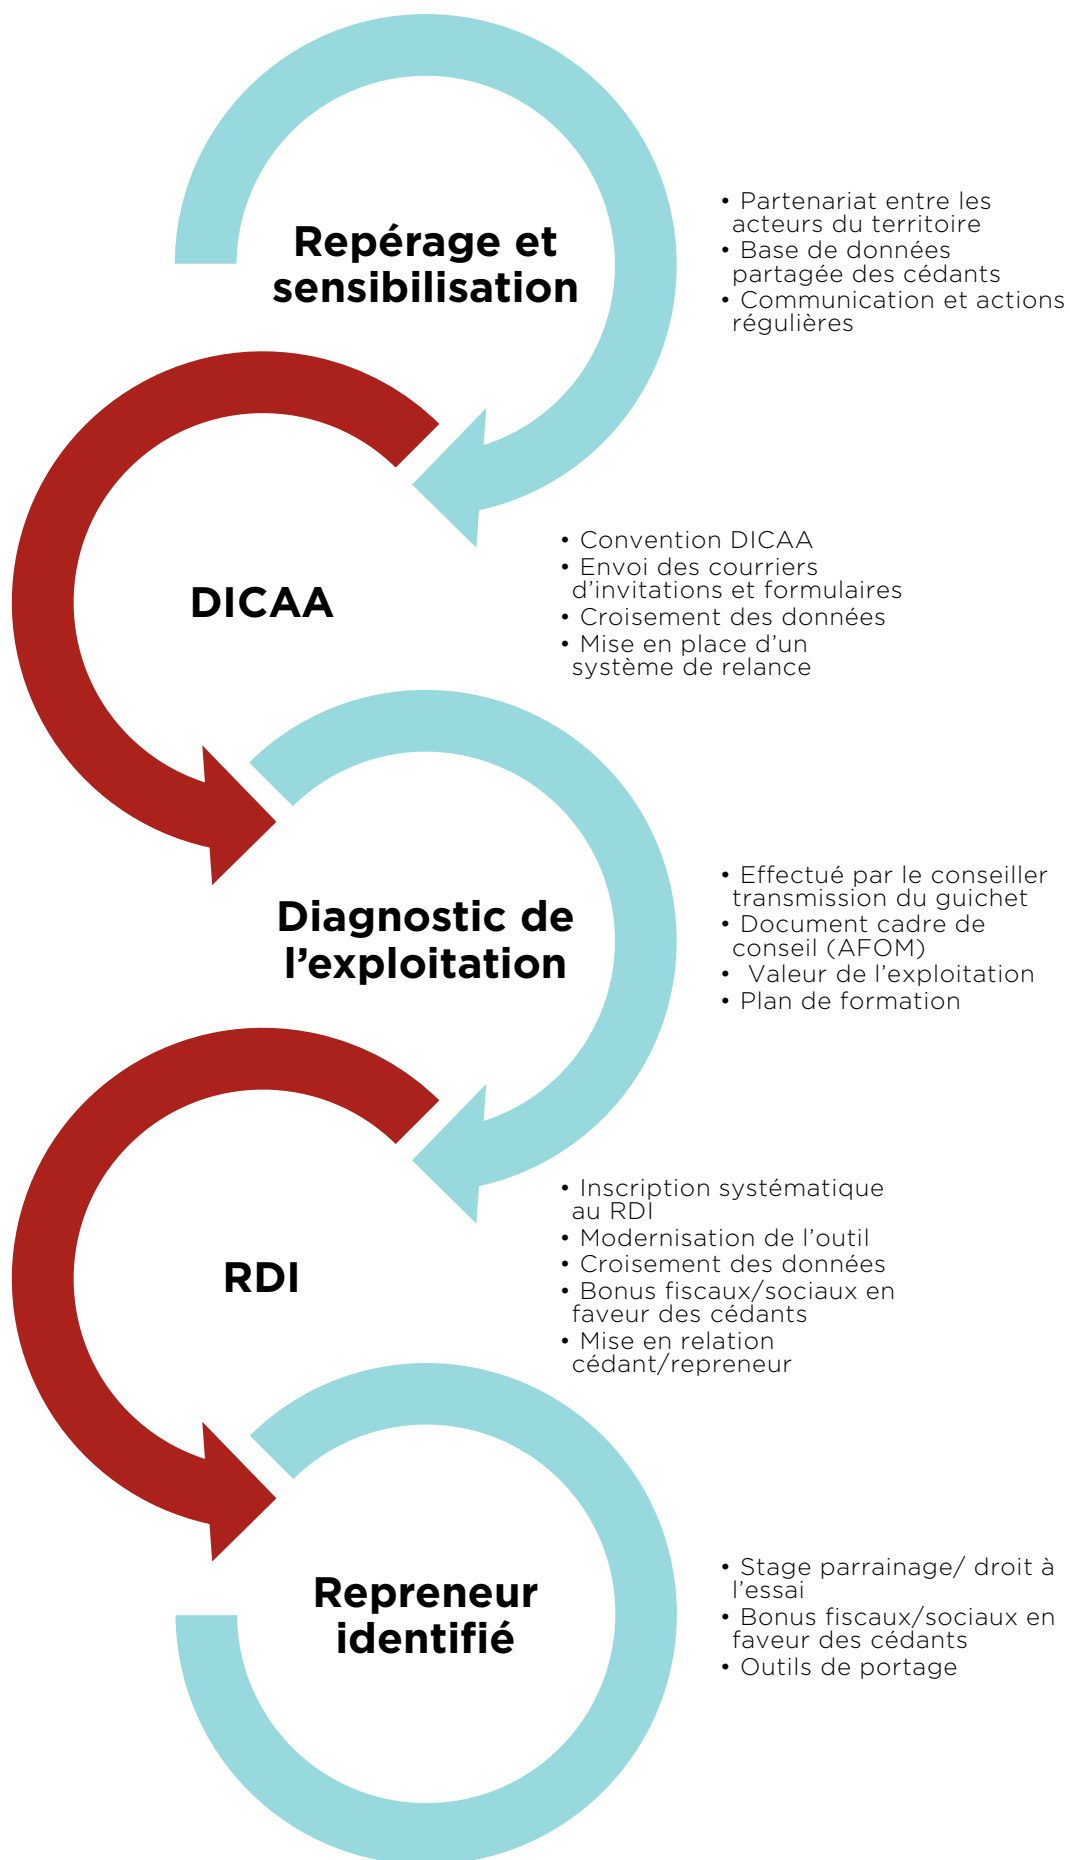 Repérage et
sensibilisation
• Partenariat entre les
acteurs du territoire
• Base de données
partagée des cédants
• Communication et actions
régulières
DICAA
• Convention DICAA
• Envoi des courriers
d’invitations et formulaires
• Croisement des données
• Mise en place d’un
système de relance
Diagnostic de
l’exploitation
• Effectué par le conseiller
transmission du guichet
• Document cadre de
conseil (AFOM)
• Valeur de l’exploitation
• Plan de formation
RDI
• Inscription systématique
au RDI
• Modernisation de l’outil
• Croisement des données
• Bonus fiscaux/sociaux en
faveur des cédants
• Mise en relation
cédant/repreneur
Repreneur
identifié
• Stage parrainage/ droit à
l’essai
• Bonus fiscaux/sociaux en
faveur des cédants
• Outils de portage